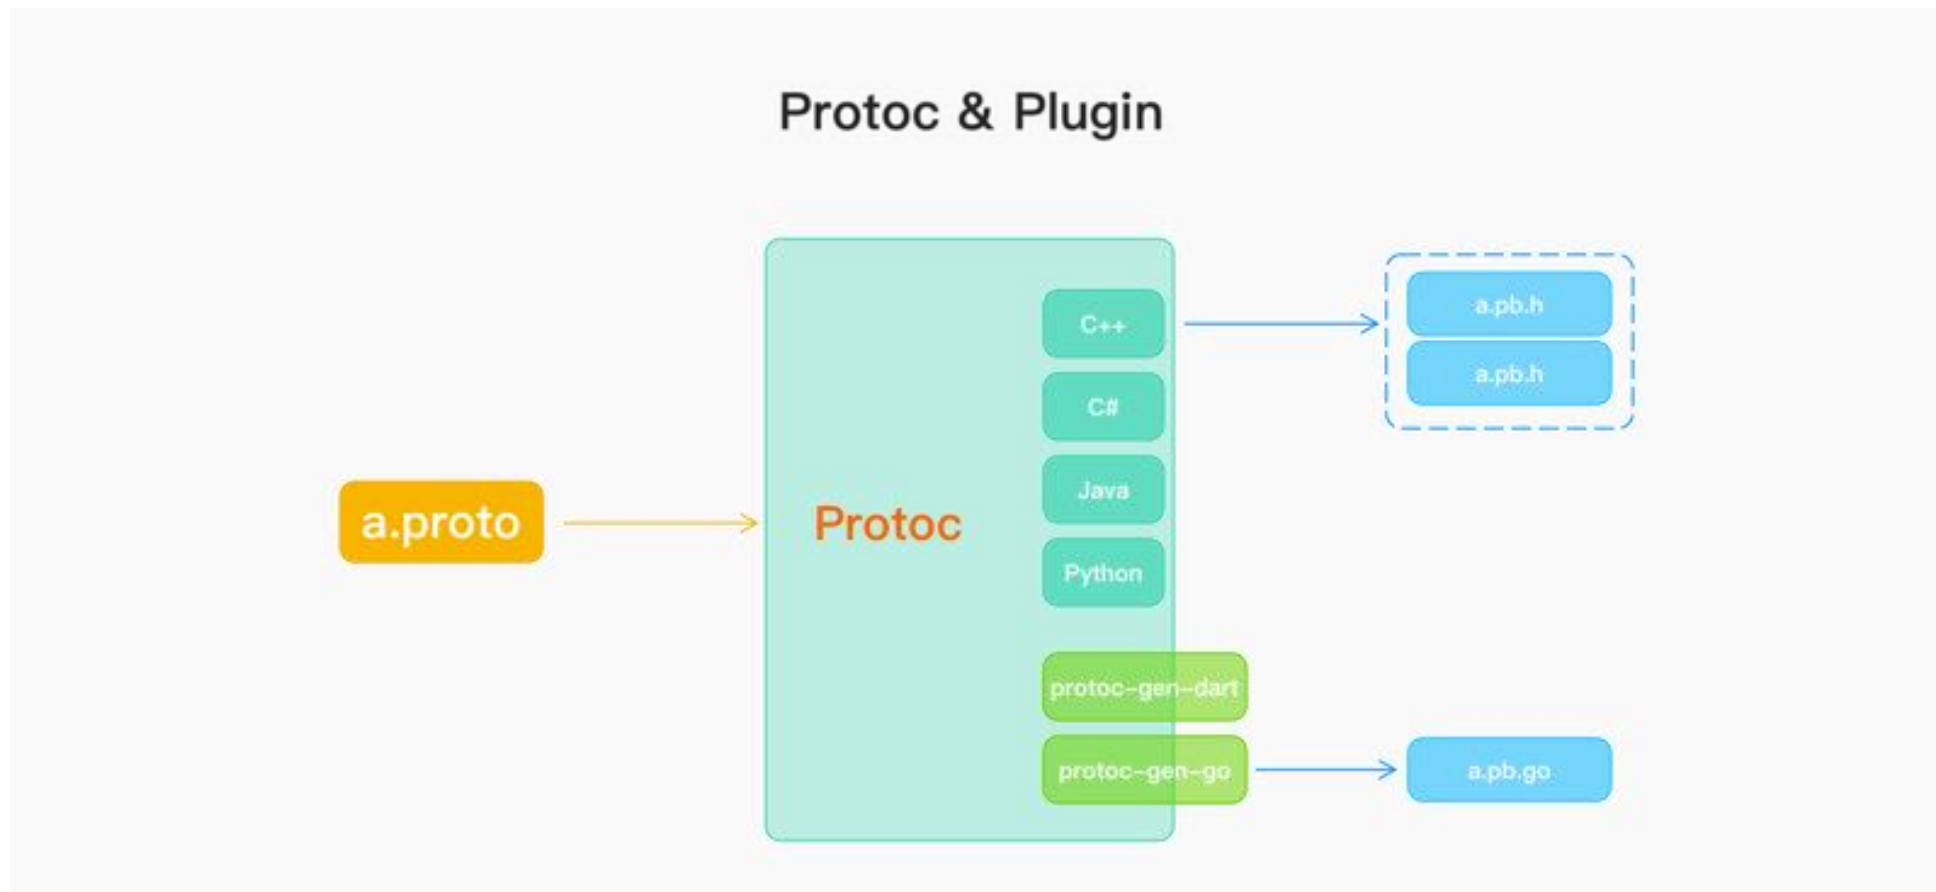 Protoc & Plugin
a.proto
Protoc
C++
C#
Java
Python
protoc-gen-dart
protoc-gen-go
a.pb.h
a.pb.h
a.pb.go